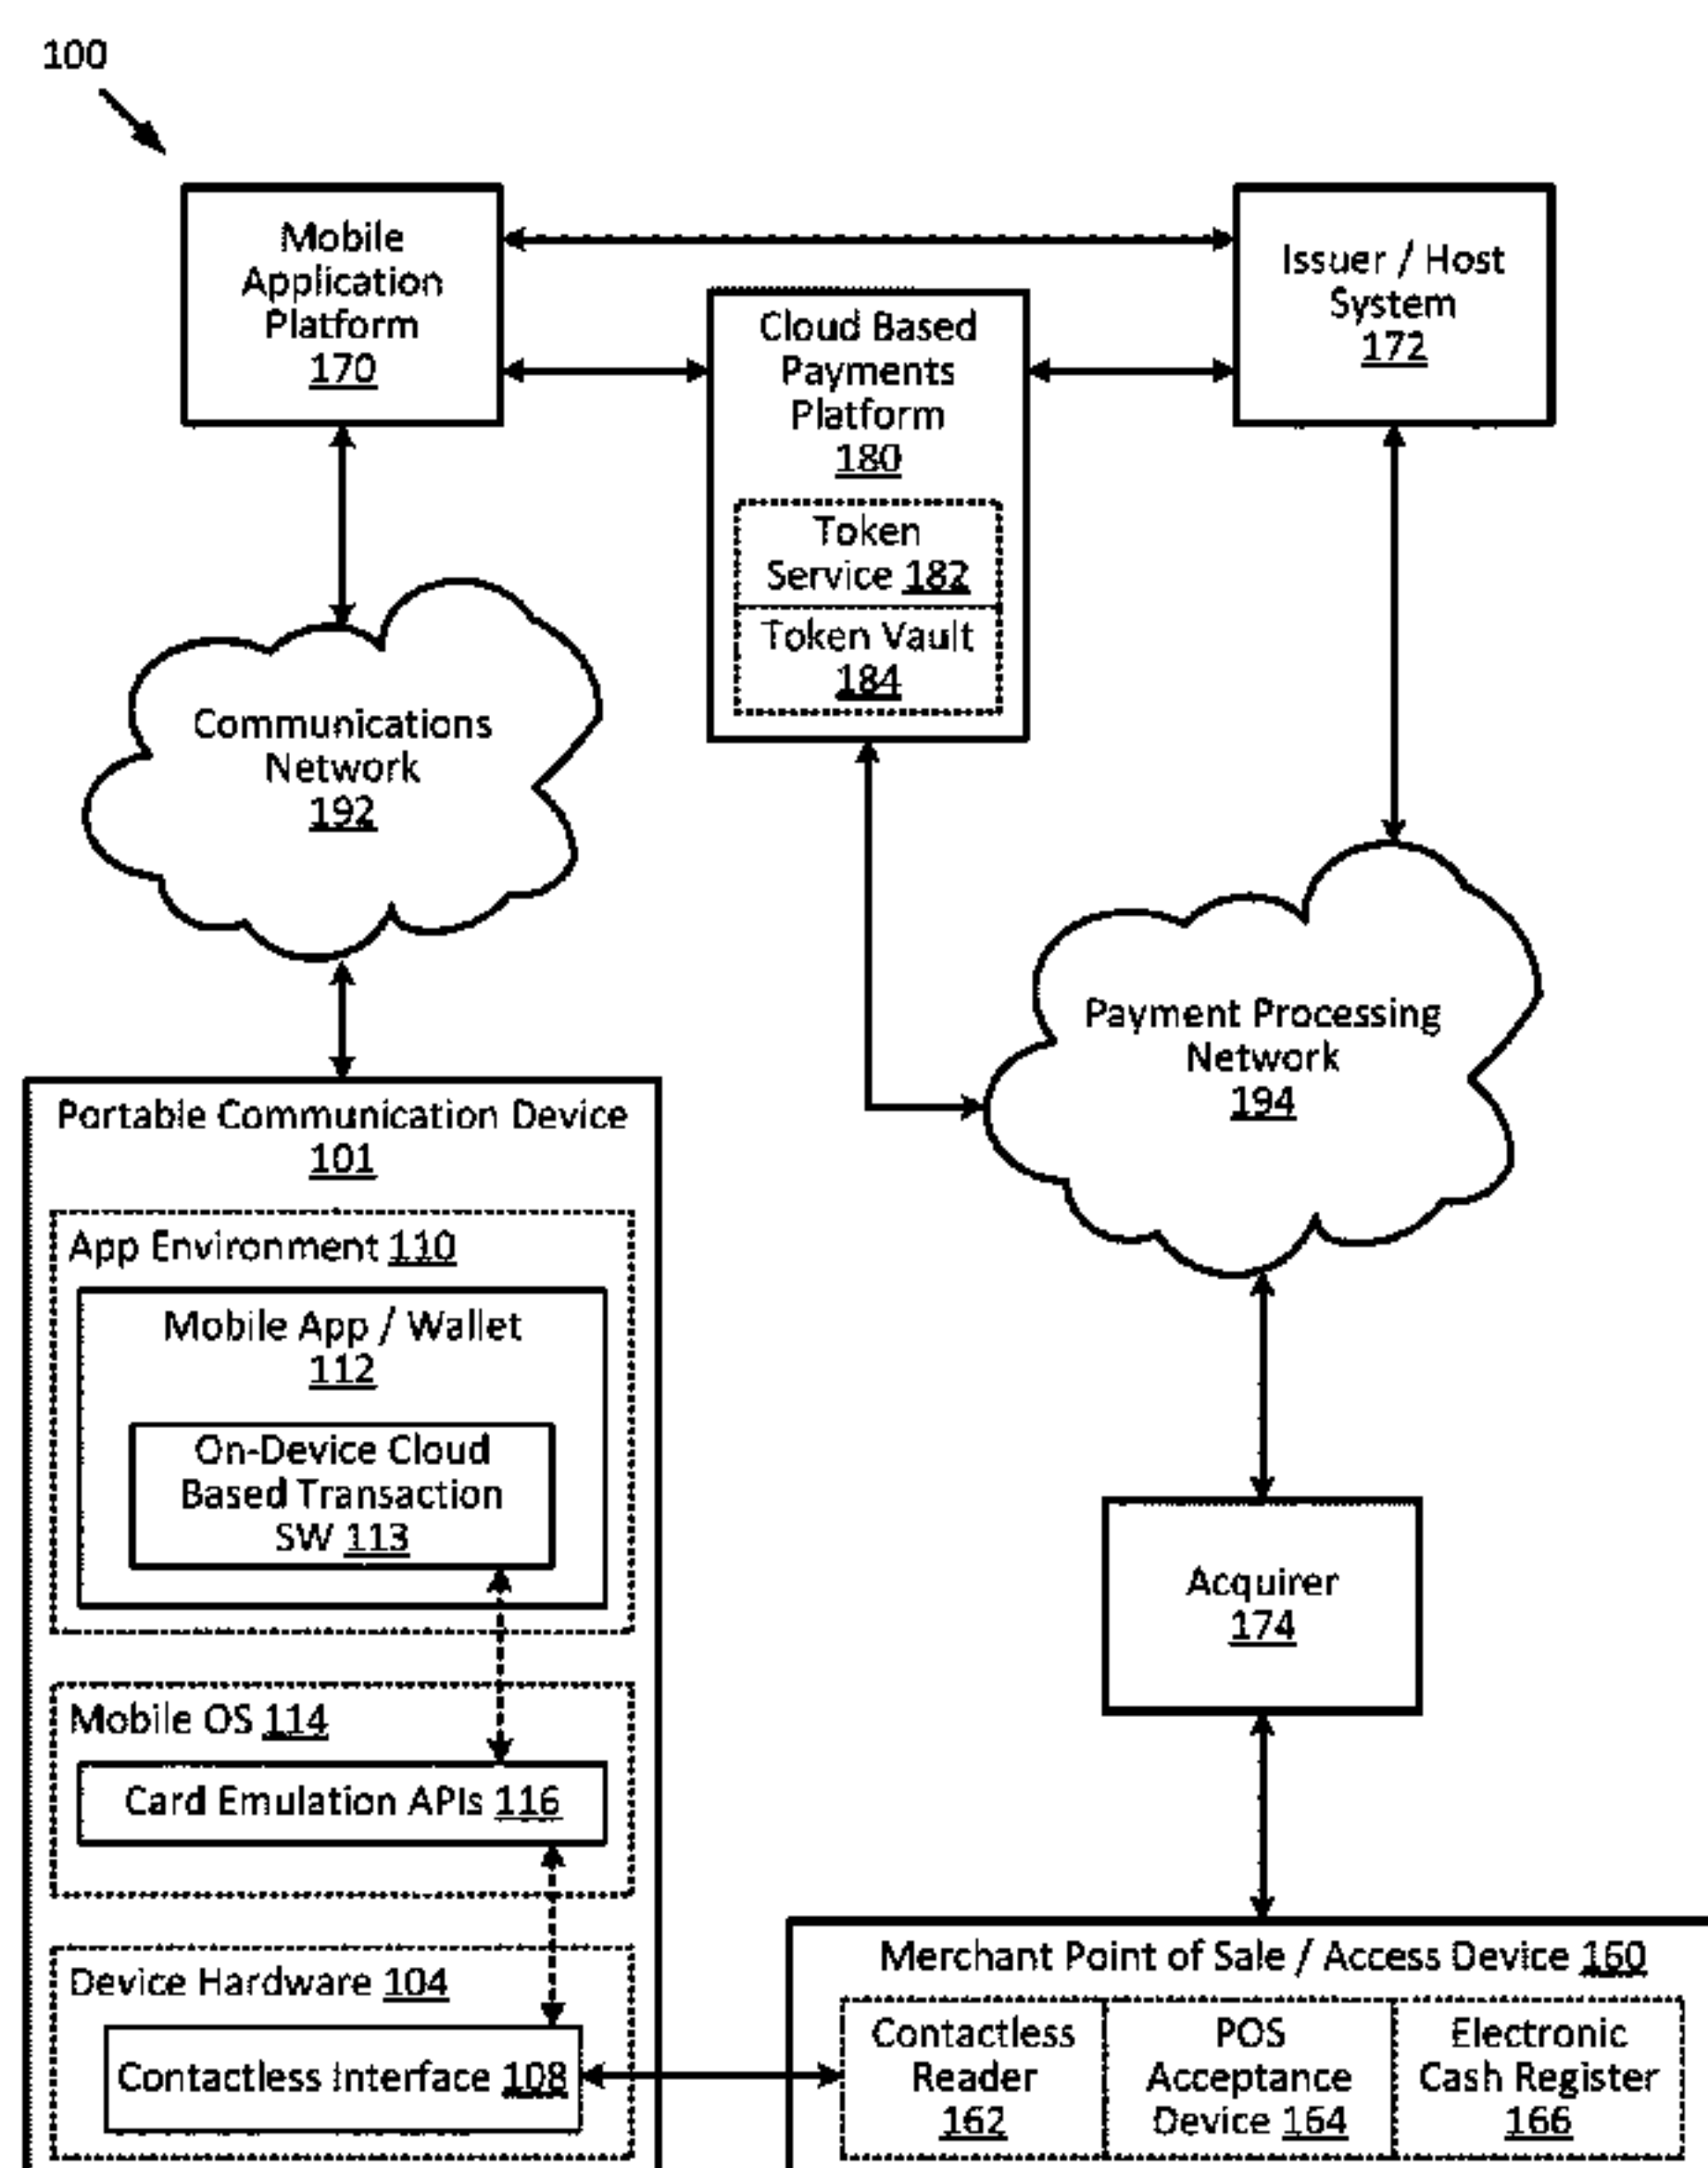 100
Mobile
Application
Platform
170
Issuer / Host
System
172
Cloud Based
Payments
Platform
180
Token
Service 182
Token Vault
184
Communications
Network
192
Payment Processing
Network
194
Portable Communication Device
101
App Environment 110
Mobile App / Wallet
112
On-Device Cloud
Based Transaction
SW 113
Mobile OS 114
Card Emulation APIs 116
Device Hardware 104
Contactless Interface 108
Acquirer
174
Merchant Point of Sale / Access Device 160
Contactless
Reader
162
POS
Acceptance
Device 164
Electronic
Cash Register
166